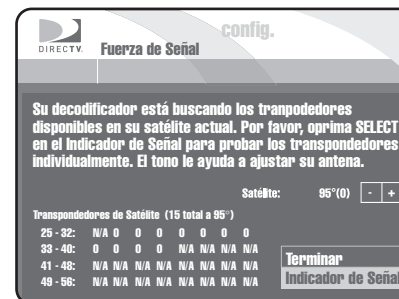 config.
DIRECTV.
Fuerza de Señal
Su decodificador está buscando los tranpodedores
disponibles en su satélite actual. Por favor, oprima SELECT
en el Indicador de Señal para probar los transpondedores
individualmente. El tono le ayuda a ajustar su antena.
Satélite: 95°(0) - +
Transpondedores de Satélite (15 total a 95°)
25 - 32: N/A 0 0 0 0 0 0 0
33 - 40: 0 0 0 0 N/A N/A N/A N/A
41 - 48: N/A N/A N/A N/A N/A N/A N/A N/A
49 - 56: N/A N/A N/A N/A N/A N/A N/A N/A
Terminar
Indicador de Señal